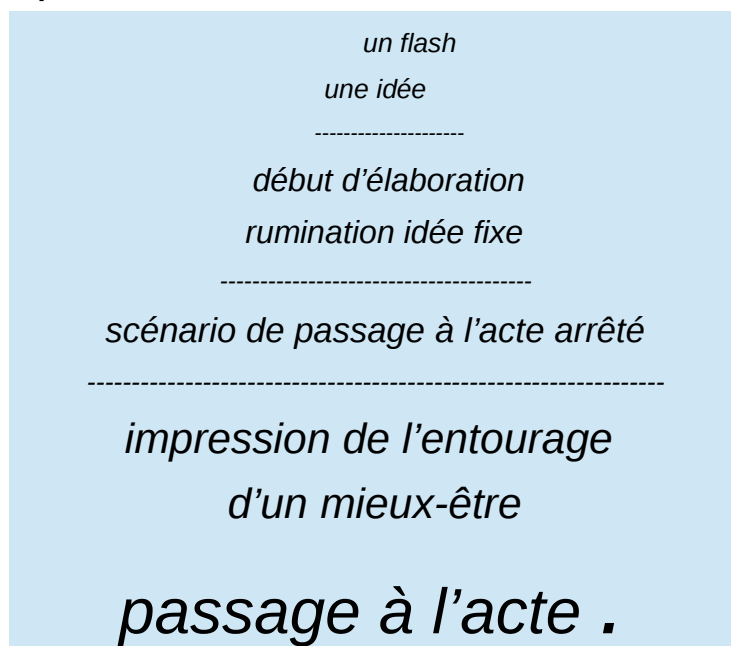 un flash
une idée
---------------------
début d’élaboration
rumination idée fixe
---------------------------------------
scénario de passage à l’acte arrêté
-----------------------------------------------------------------
impression de l’entourage
d’un mieux-être
passage à l’acte .